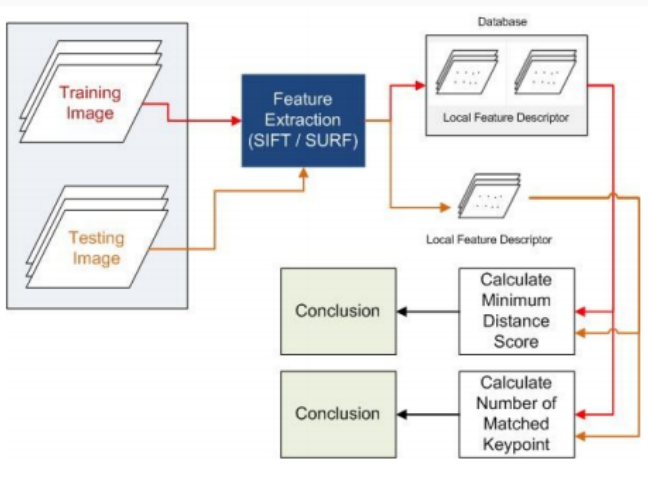 Database
Training
Image
Feature
Extraction
(SIFT / SURF)
Local Feature Descriptor
Testing
Image
Local Feature Descriptor
Conclusion
Calculate
Minimum
Distance
Score
Conclusion
Calculate
Number of
Matched
Keypoint